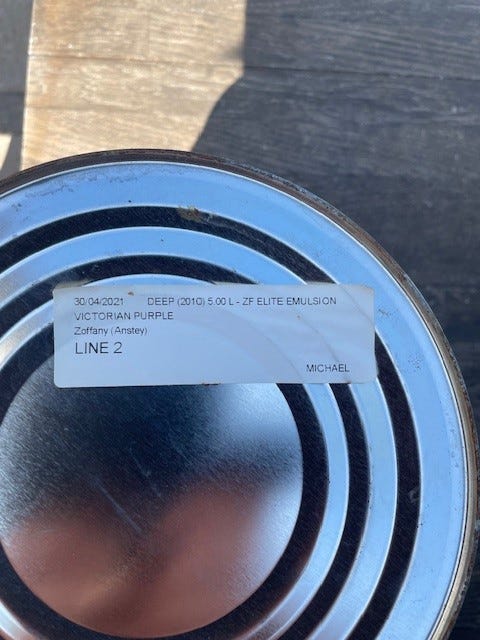 30/04/2021 DEEP (2010) 5.00 L - ZF ELITE EMULSION
VICTORIAN PURPLE
Zoffany (Anstey)
LINE 2
MICHAEL